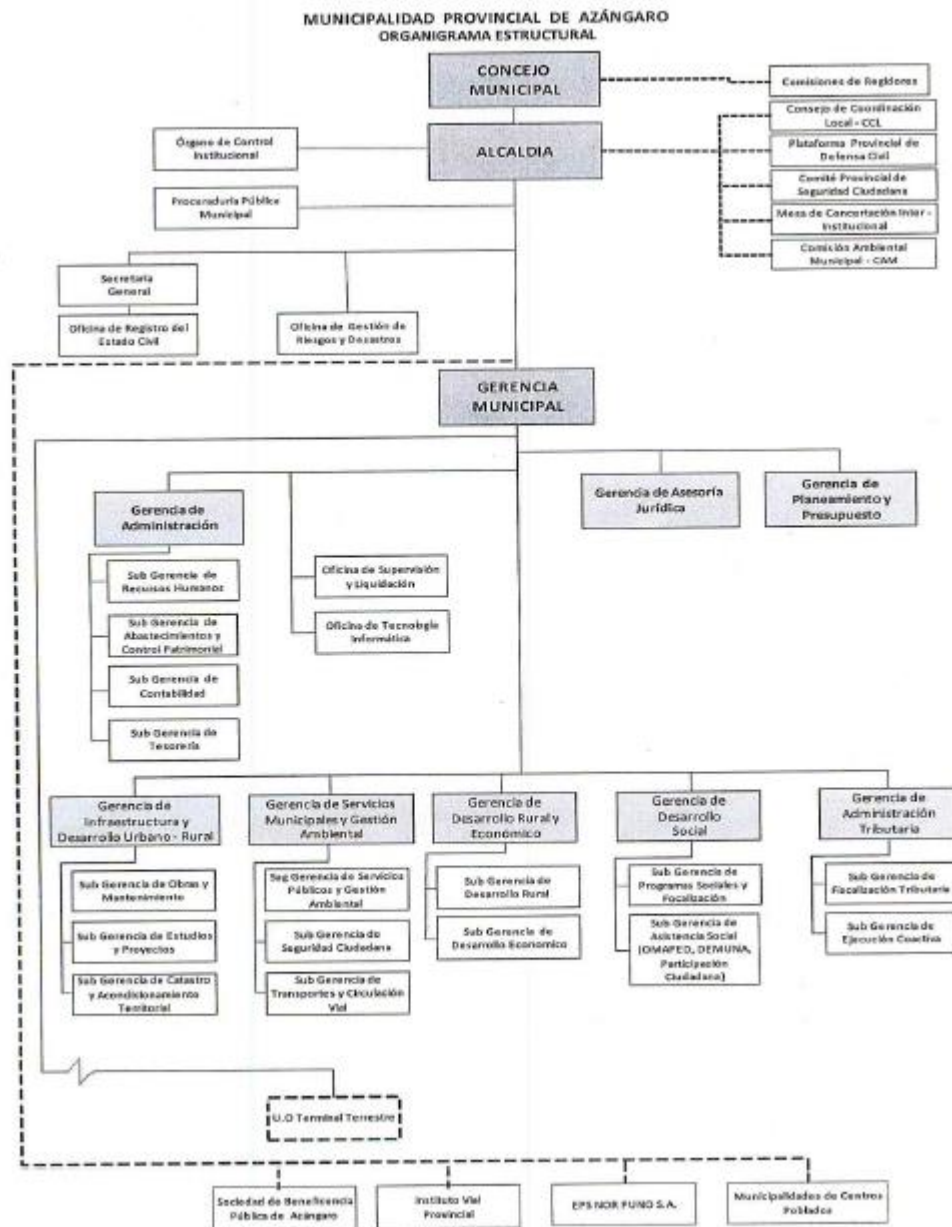 MUNICIPALIDAD PROVINCIAL DE AZÁNGARO
ORGANIGRAMA ESTRUCTURAL
CONCEJO
MUNICIPAL
Comisiones de Regidores
ALCALDIA
Órgano de Control
Institucional
Procuraduría Pública
Municipal
Consejo de Coordinación
Local - CCL
Plataforma Provincial de
Defensa Civil
Comité Provincial de
Seguridad Ciudadana
Mesa de Concertación Inter -
Institucional
Comisión Ambiental
Municipal - CAM
Secretaria
General
Oficina de Registro del
Estado Civil
Oficina de Gestión de
Riesgos y Desastres
GERENCIA
MUNICIPAL
Gerencia de Asesoría
Jurídica
Gerencia de
Planeamiento y
Presupuesto
Gerencia de
Administración
Sub Gerencia de
Recursos Humanos
Sub Gerencia de
Abastecimientos y
Control Patrimonial
Sub Gerencia de
Contabilidad
Sub Gerencia de
Tesorería
Oficina de Supervisión
y Liquidación
Oficina de Tecnología
Informática
Gerencia de
Infraestructura y
Desarrollo Urbano - Rural
Sub Gerencia de Obras y
Mantenimiento
Sub Gerencia de Estudios
y Proyectos
Sub Gerencia de Catastro
y Acondicionamiento
Territorial
Gerencia de Servicios
Municipales y Gestión
Ambiental
Seg Gerencia de Servicios
Públicos y Gestión
Ambiental
Sub Gerencia de
Seguridad Ciudadana
Sub Gerencia de
Transportes y Circulación
Vial
Gerencia de
Desarrollo Rural y
Económico
Sub Gerencia de
Desarrollo Rural
Sub Gerencia de
Desarrollo Economico
Gerencia de
Desarrollo
Social
Sub Gerencia de
Programas Sociales y
Focalización
Sub Gerencia de
Asistencia Social
(OMAPED, DEMUNA,
Participación
Ciudadana)
Gerencia de
Administración
Tributaria
Sub Gerencia de
Fiscalización Tributaria
Sub Gerencia de
Ejecución Coactiva
U.O Terminal Terrestre
Sociedad de Beneficencia
Pública de Azángaro
Instituto Vial
Provincial
EPS NOR PUNO S.A.
Municipalidades de Centros
Poblados